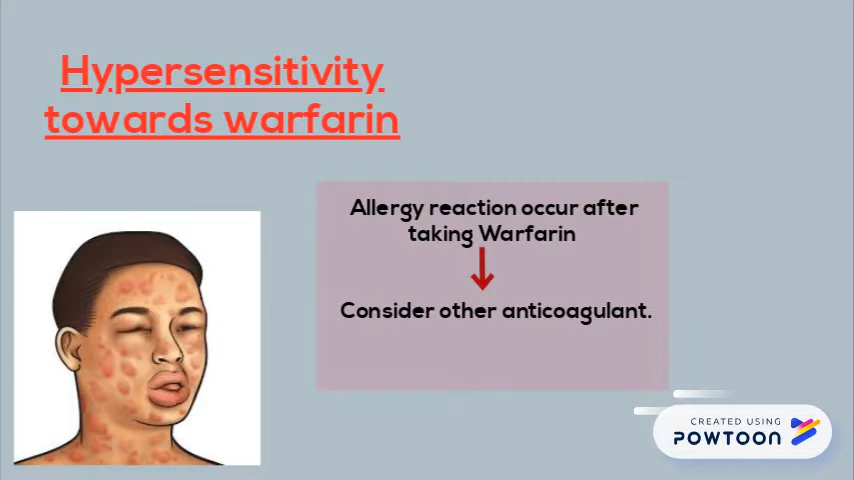 Hypersensitivity
towards warfarin
Allergy reaction occur after
taking Warfarin
Consider other anticoagulant.
CREATED USING
POWTOON